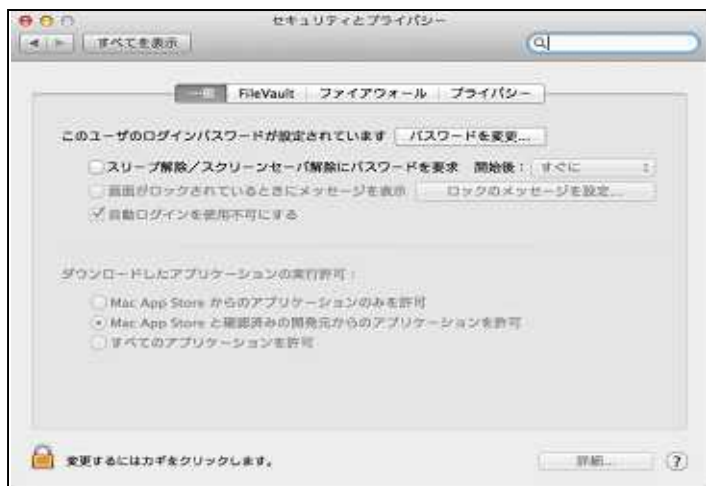 セキュリティとプライバシー
すべてを表示
一般 FileVault ファイアウォール プライバシー
このユーザのログインパスワードが設定されています パスワードを変更...
スリープ解除/スクリーンセーバ解除にパスワードを要求 開始後： すぐに
画面がロックされているときにメッセージを表示 ロックのメッセージを設定...
自動ログインを使用不可にする
ダウンロードしたアプリケーションの実行許可：
Mac App Store からのアプリケーションのみを許可
Mac App Store と確認済みの開発元からのアプリケーションを許可
すべてのアプリケーションを許可
変更するにはカギをクリックします。 詳細... ?